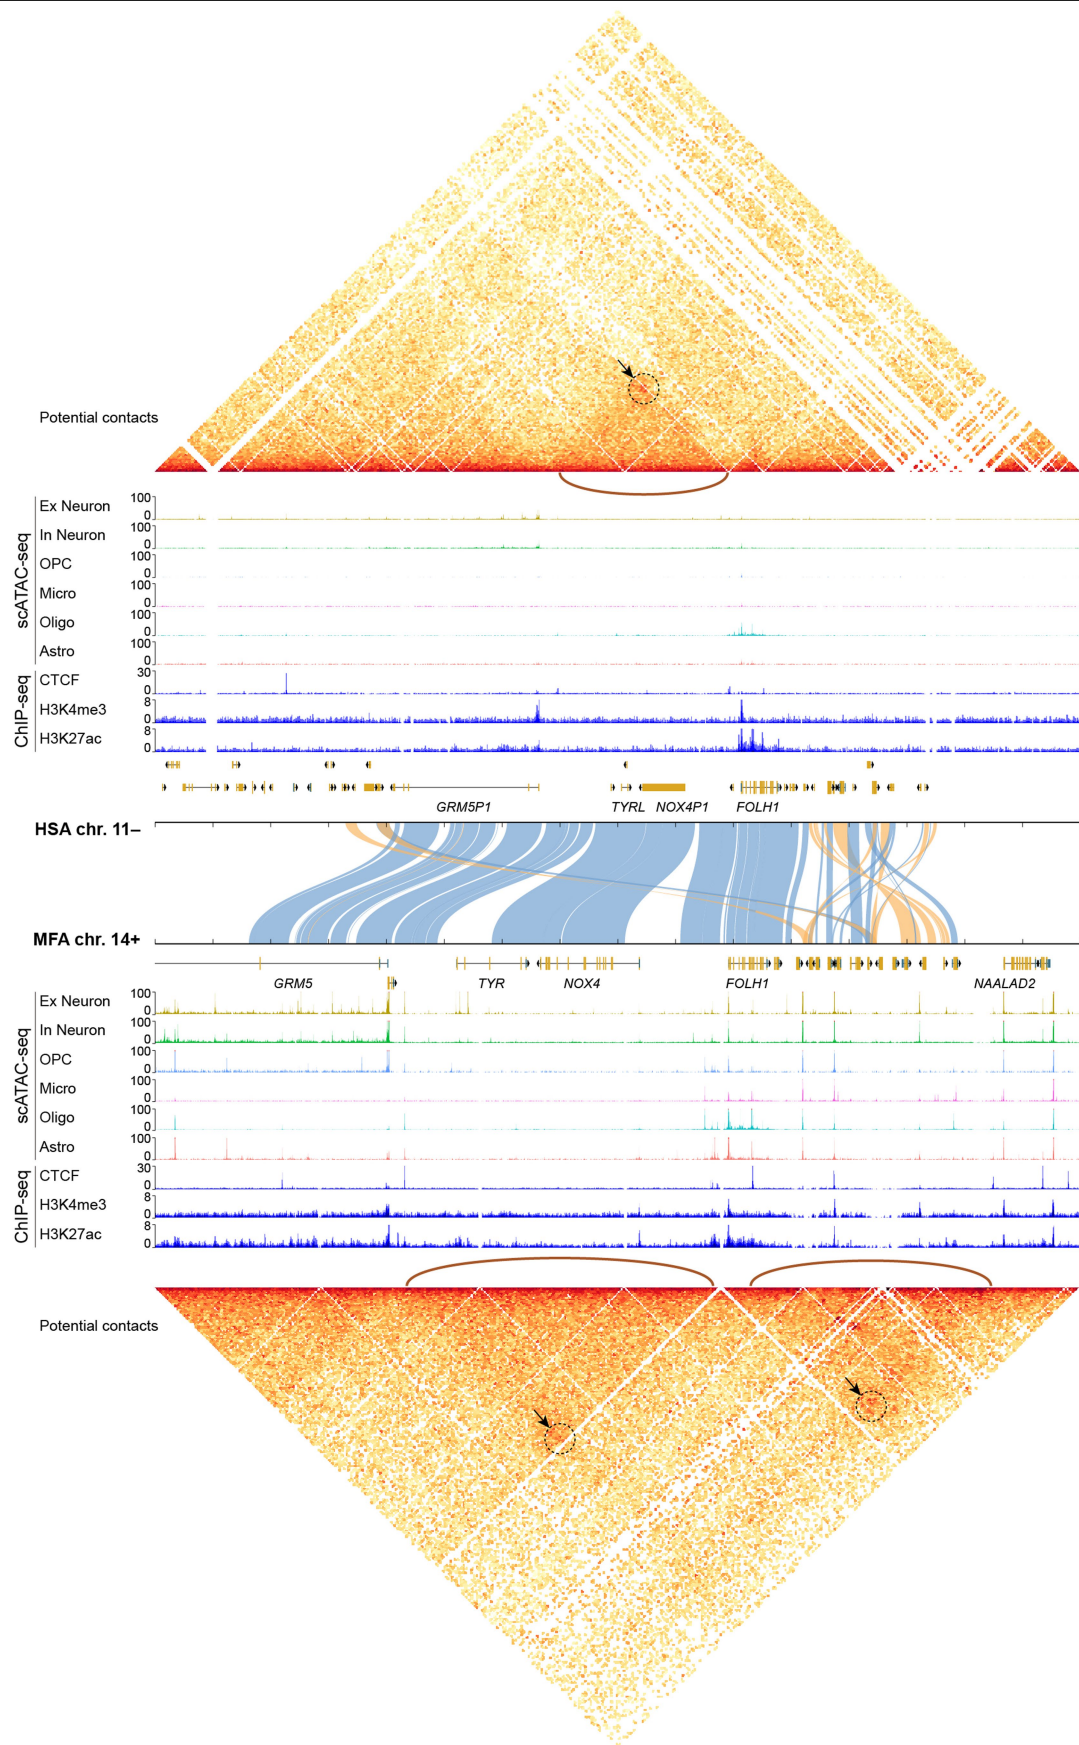 Potential contacts
scATAC-seq
Ex Neuron 100 0
In Neuron 100 0
OPC 100 0
Micro 100 0
Oligo 100 0
Astro 100 0
ChIP-seq
CTCF 30 0
H3K4me3 8 0
H3K27ac 8 0
GRM5P1 TYRL NOX4P1 FOLH1
HSA chr. 11–
MFA chr. 14+
GRM5 TYR NOX4 FOLH1 NAALAD2
scATAC-seq
Ex Neuron 100 0
In Neuron 100 0
OPC 100 0
Micro 100 0
Oligo 100 0
Astro 100 0
ChIP-seq
CTCF 30 0
H3K4me3 8 0
H3K27ac 8 0
Potential contacts